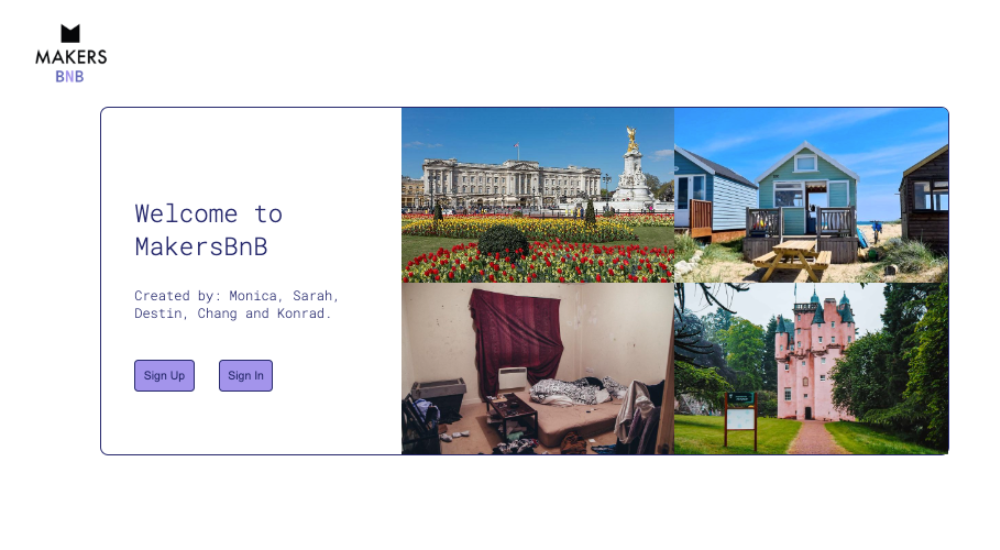 MAKERS
BNB
Welcome to
MakersBnB
Created by: Monica, Sarah,
Destin, Chang and Konrad.
Sign Up
Sign In